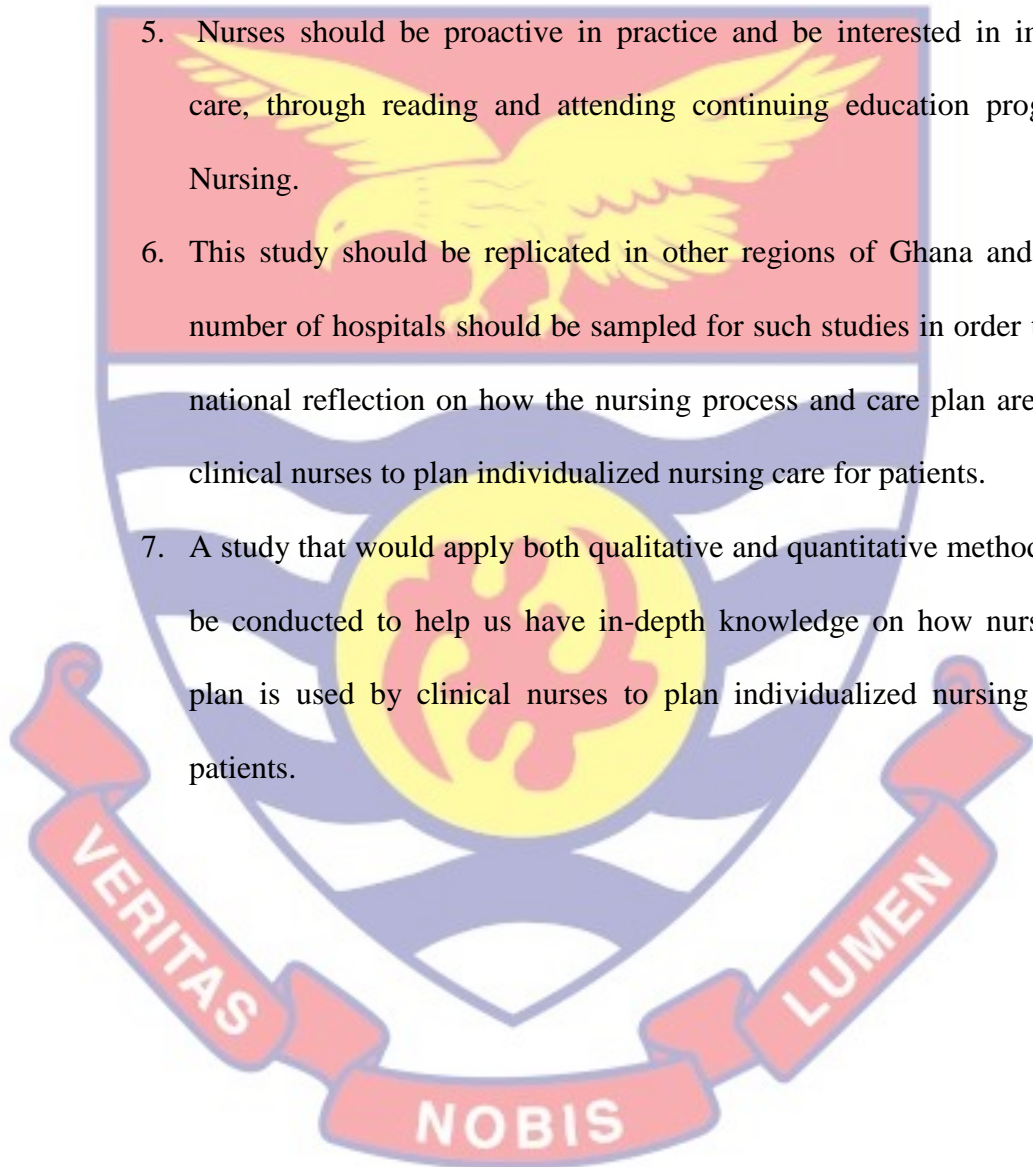 5. Nurses should be proactive in practice and be interested in
care, through reading and attending continuing education
Nursing.
6. This study should be replicated in other regions of Ghana and
number of hospitals should be sampled for such studies in order
national reflection on how the nursing process and care plan are
clinical nurses to plan individualized nursing care for patients.
7. A study that would apply both qualitative and quantitative
be conducted to help us have in-depth knowledge on how
plan is used by clinical nurses to plan individualized nursing
patients.
VERITAS
NOBIS
LUMEN